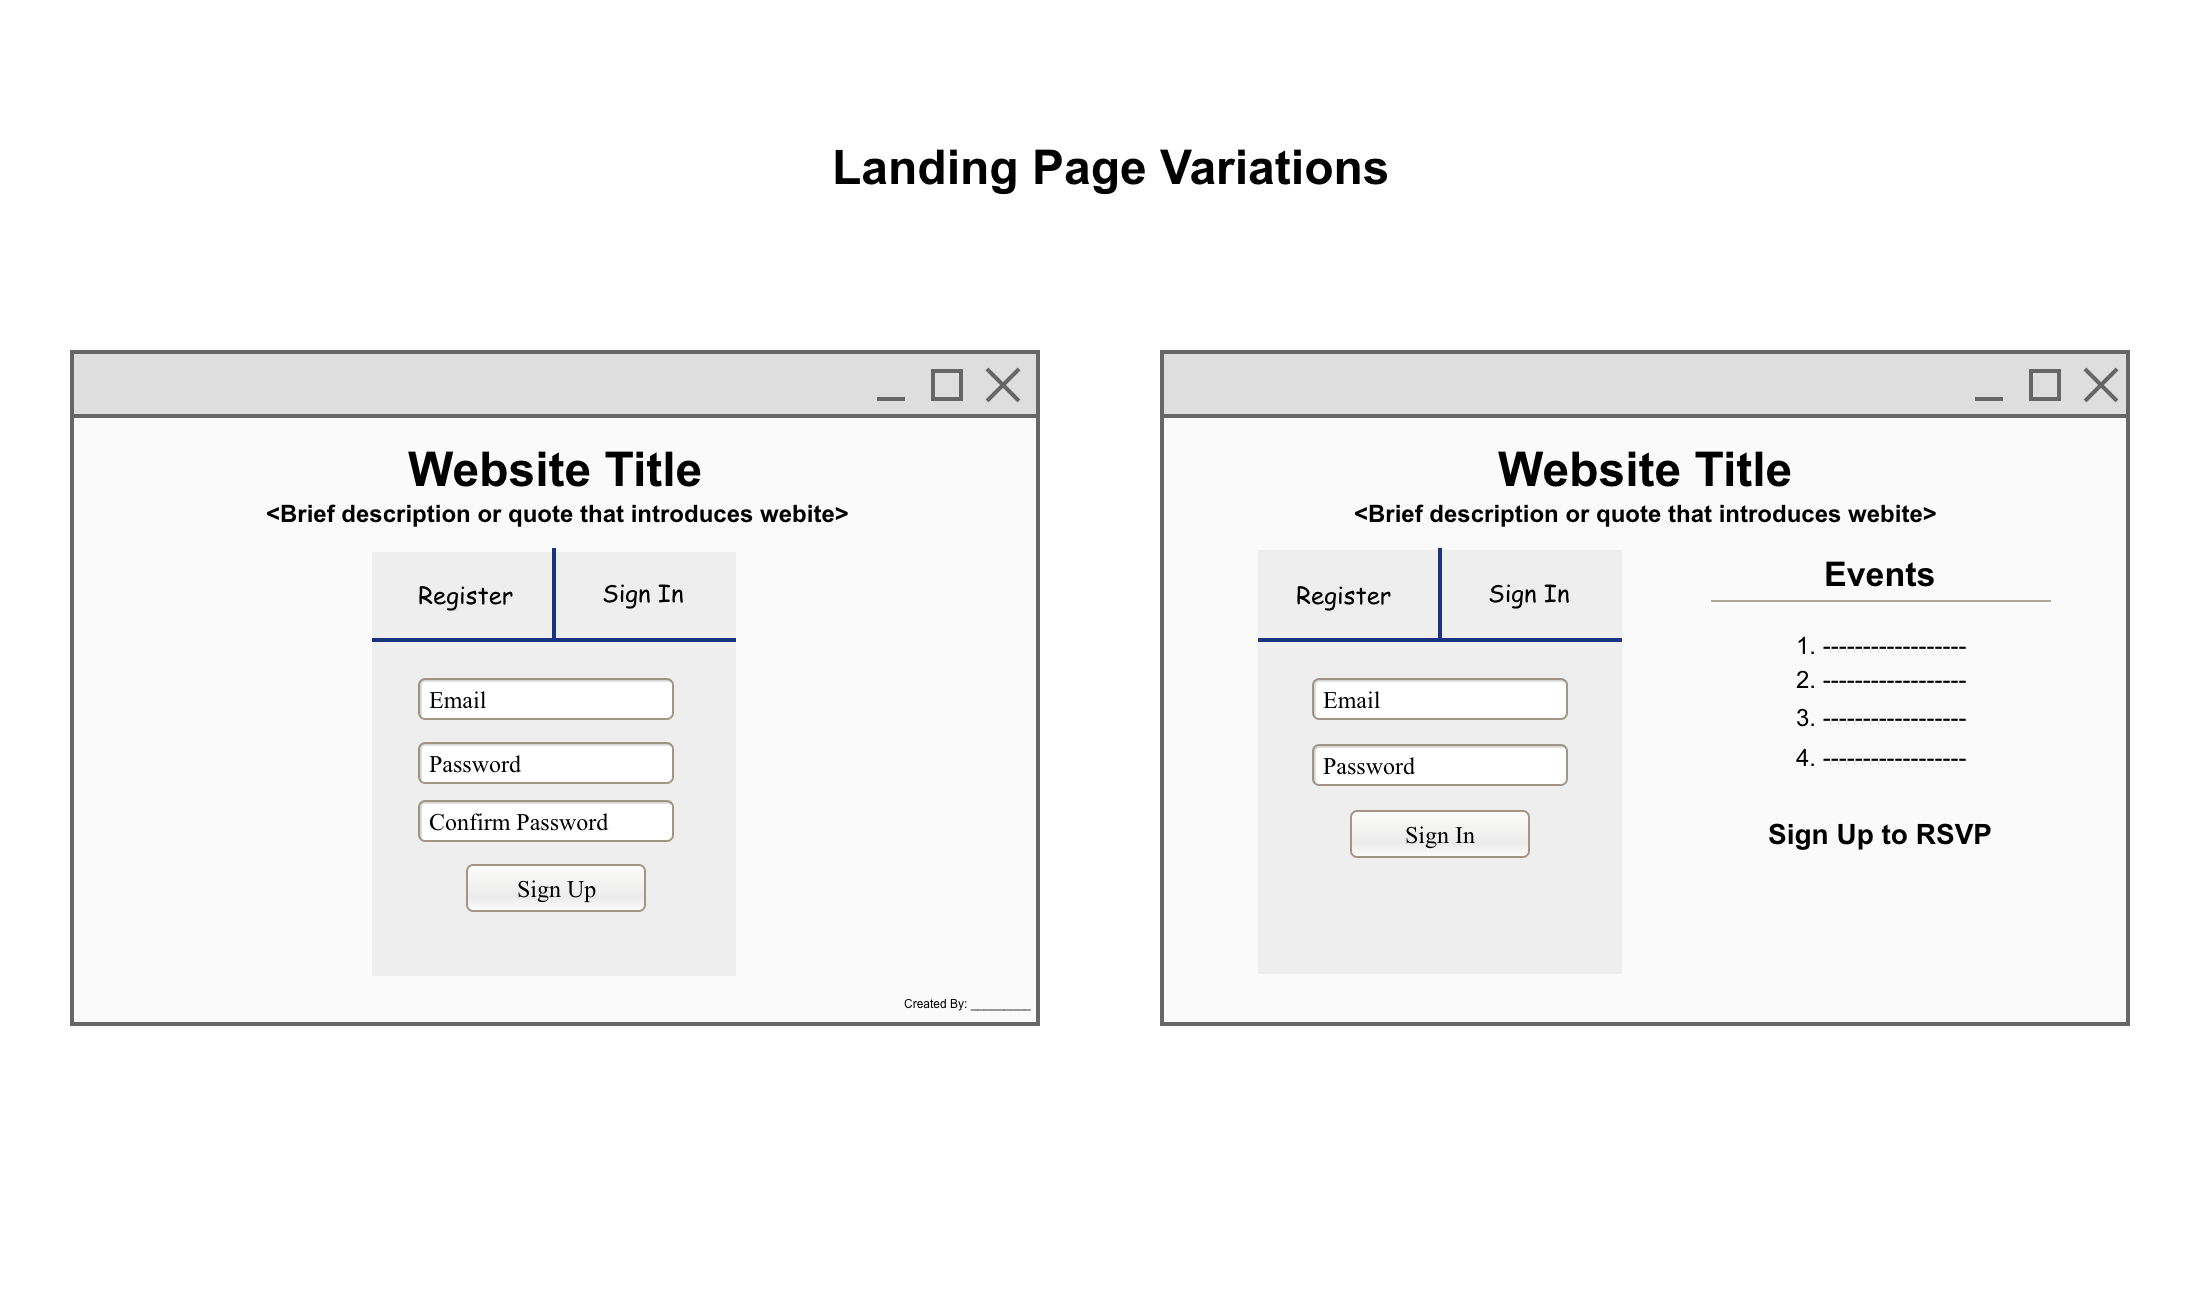 Landing Page Variations
Website Title
<Brief description or quote that introduces webite>
Register
Sign In
Email
Password
Confirm Password
Sign Up
Created By: _________
Website Title
<Brief description or quote that introduces webite>
Register
Sign In
Email
Password
Sign In
Events
1. ------------------
2. ------------------
3. ------------------
4. ------------------
Sign Up to RSVP